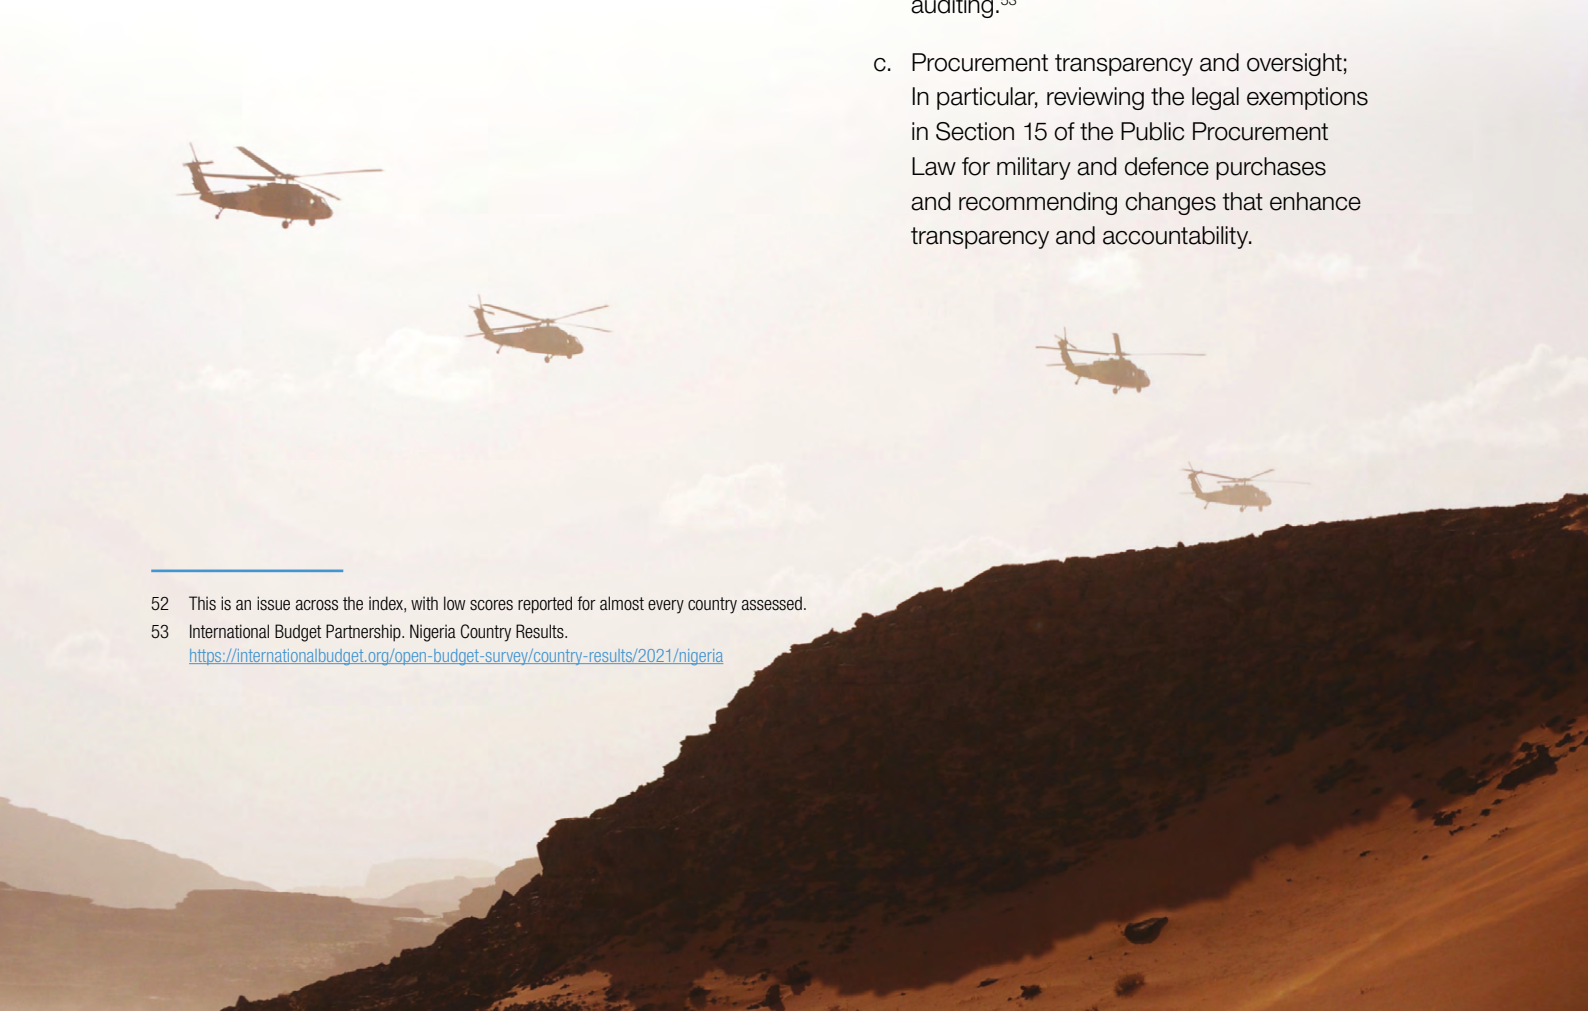 auditing.53
c. Procurement transparency and oversight;
In particular, reviewing the legal exemptions
in Section 15 of the Public Procurement
Law for military and defence purchases
and recommending changes that enhance
transparency and accountability.
52 This is an issue across the index, with low scores reported for almost every country assessed.
53 International Budget Partnership. Nigeria Country Results.
https://internationalbudget.org/open-budget-survey/country-results/2021/nigeria